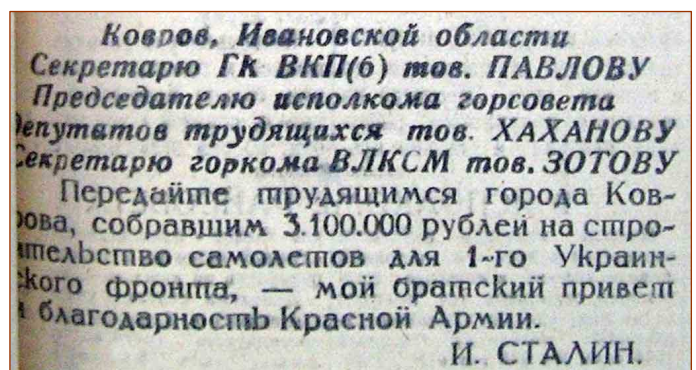 Ковров, Ивановской области
Секретарю ГК ВКП(б) тов. ПАВЛОВУ
Председателю исполкома горсовета
депутатов трудящихся тов. ХАХАНОВУ
Секретарю горкома ВЛКСМ тов. ЗОТОВУ
Передайте трудящимся города Ков-
рова, собравшим 3.100.000 рублей на стро-
ительство самолетов для 1-го Украин-
ского фронта, — мой братский привет
и благодарность Красной Армии.
И. СТАЛИН.